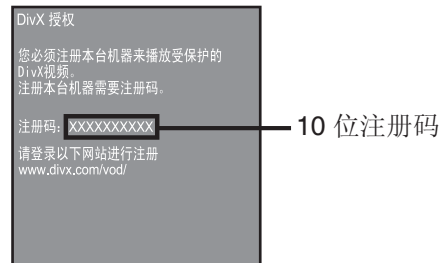 DivX 授权
您必须注册本台机器来播放受保护的
DivX视频。
注册本台机器需要注册码。
注册码: XXXXXXXXXX
10 位注册码
请登录以下网站进行注册
www.divx.com/vod/